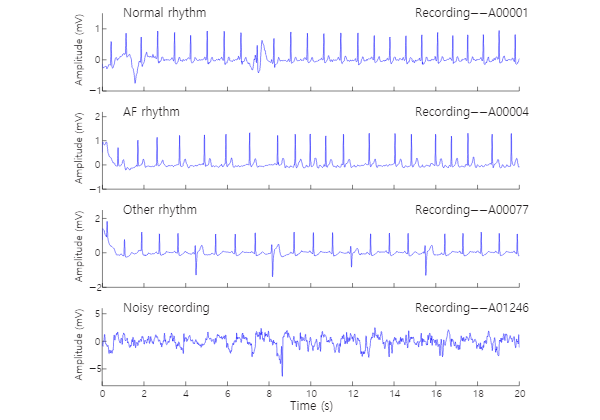 Normal rhythm Recording––A00001
Amplitude (mV)
1
0
−1
AF rhythm Recording––A00004
Amplitude (mV)
2
1
0
−1
Other rhythm Recording––A00077
Amplitude (mV)
2
0
−2
Noisy recording Recording––A01246
Amplitude (mV)
5
0
−5
0 2 4 6 8 10 12 14 16 18 20
Time (s)